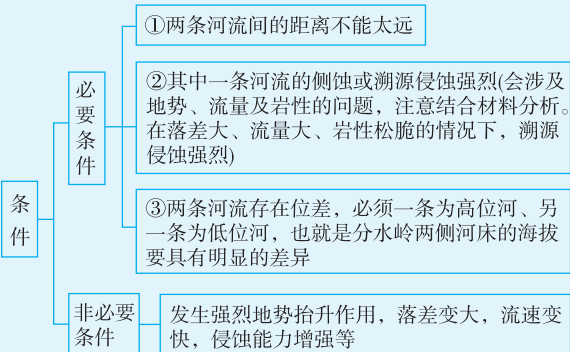 条
件
必
要
条
件
①两条河流间的距离不能太远
②其中一条河流的侧蚀或溯源侵蚀强烈(会涉及
地势、流量及岩性的问题，注意结合材料分析。
在落差大、流量大、岩性松脆的情况下，溯源
侵蚀强烈)
③两条河流存在位差，必须一条为高位河、另
一条为低位河，也就是分水岭两侧河床的海拔
要具有明显的差异
非必要
条件
发生强烈地势抬升作用，落差变大，流速变
快，侵蚀能力增强等